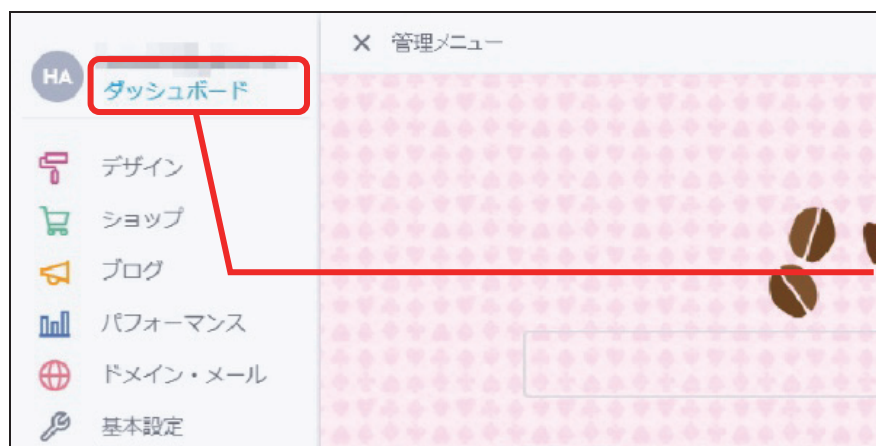 × 管理メニュー
HA
ダッシュボード
デザイン
ショップ
ブログ
パフォーマンス
ドメイン・メール
基本設定